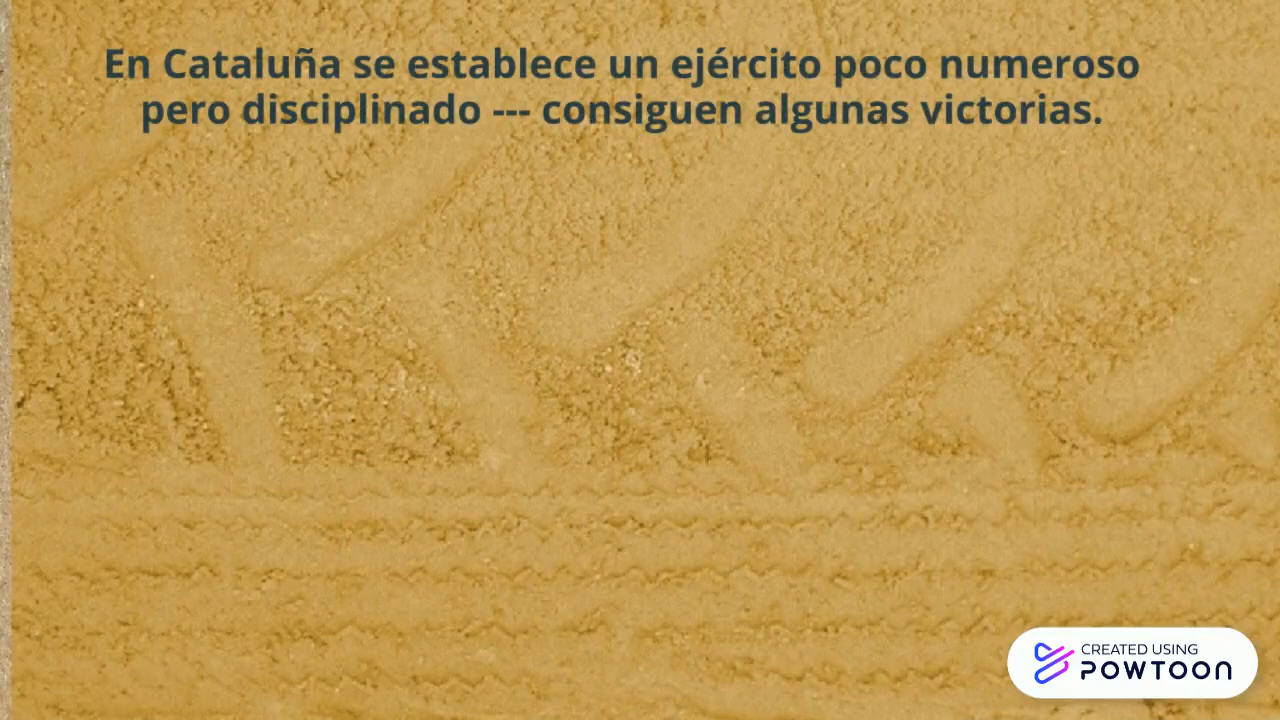 En Cataluña se establece un ejército poco numeroso
pero disciplinado --- consiguen algunas victorias.
CREATED USING
POWTOON